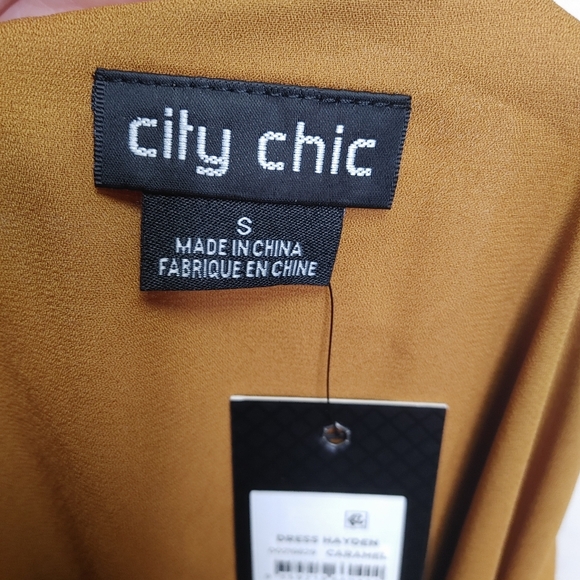 city chic
S
MADE IN CHINA
FABRIQUE EN CHINE
DRESS HAYDEN
CARAMEL